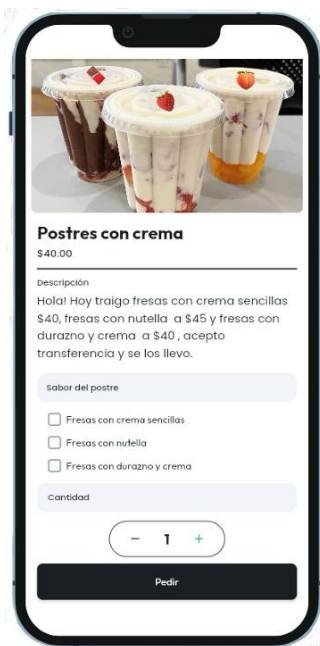 Postres con crema
$40.00
Descripción
Hola! Hoy traigo fresas con crema sencillas
$40, fresas con nutella  a $45 y fresas con
durazno y crema  a $40 , acepto
transferencia y se los llevo.
Sabor del postre
Fresas con crema sencillas
Fresas con nutella
Fresas con durazno y crema
Cantidad
− 1 +
Pedir